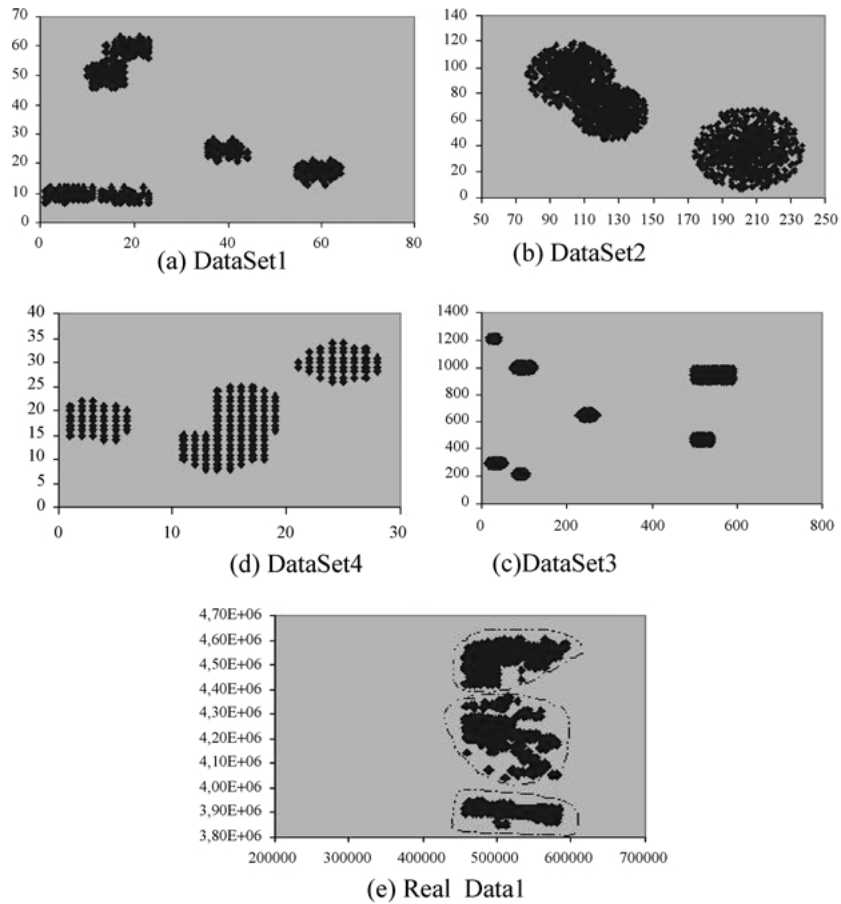 70
60
50
40
30
20
10
0
0 20 40 60 80
(a) DataSet1
140
120
100
80
60
40
20
0
50 70 90 110 130 150 170 190 210 230 250
(b) DataSet2
40
35
30
25
20
15
10
5
0
0 10 20 30
(d) DataSet4
1400
1200
1000
800
600
400
200
0
0 200 400 600 800
(c)DataSet3
4,70E+06
4,60E+06
4,50E+06
4,40E+06
4,30E+06
4,20E+06
4,10E+06
4,00E+06
3,90E+06
3,80E+06
200000 300000 400000 500000 600000 700000
(e) Real_Data1